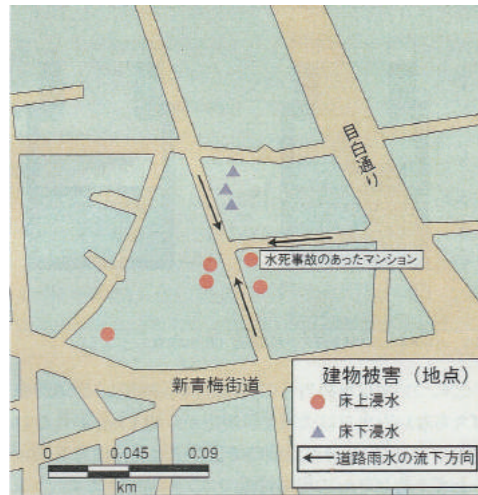 目白通り
水死事故のあったマンション
新青梅街道
建物被害（地点）
床上浸水
床下浸水
道路雨水の流下方向
0 0.045 0.09
km